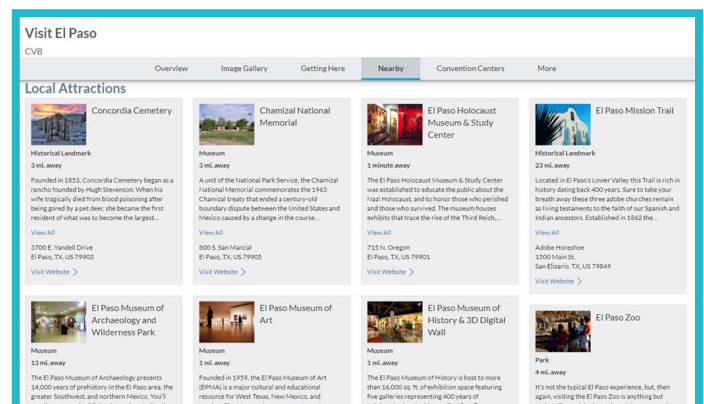 Visit El Paso
CVB
Overview Image Gallery Getting Here Nearby Convention Centers More
Local Attractions
Concordia Cemetery
Historical Landmark
3 mi. away
Founded in 1853, Concordia Cemetery began as a
rancho founded by Hugh Stevenson. When his
wife tragically died from blood poisoning after
being gored by a pet deer, she became the first
resident of what was to become the largest...
View All
3700 E. Yandell Drive
El Paso, TX, US 79903
Visit Website >
Chamizal National
Memorial
Museum
3 mi. away
A unit of the National Park Service, the Chamizal
National Memorial commemorates the 1963
Chamizal treaty that ended a century-old
boundary dispute between the United States and
Mexico caused by a change in the course...
View All
800 S. San Marcial
El Paso, TX, US 79905
Visit Website >
El Paso Holocaust
Museum & Study
Center
Museum
1 minute away
The El Paso Holocaust Museum & Study Center
was established to educate the public about the
Nazi Holocaust, and to honor those who perished
and those who survived. The museum houses
exhibits that trace the rise of the Third Reich,...
View All
715 N. Oregon
El Paso, TX, US 79901
Visit Website >
El Paso Mission Trail
Historical Landmark
23 mi. away
Located in El Paso's Lower Valley this Trail is rich in
history dating back 400 years. Sure to take your
breath away these three adobe churches remain
as living testaments to the faith of our Spanish and
Indian ancestors. Established in 1862 the...
View All
Adobe Horeshoe
1500 Main St.
San Elizario, TX, US 79849
Visit Website >
El Paso Museum of
Archaeology and
Wilderness Park
Museum
13 mi. away
The El Paso Museum of Archaeology presents
14,000 years of prehistory in the El Paso area, the
greater Southwest, and northern Mexico. You'll
El Paso Museum of
Art
Museum
1 mi. away
Founded in 1959, the El Paso Museum of Art
(EPMA) is a major cultural and educational
resource for West Texas, New Mexico, and
El Paso Museum of
History & 3D Digital
Wall
Museum
1 mi. away
The El Paso Museum of History is host to more
than 16,000 sq. ft. of exhibition space featuring
five galleries representing 400 years of
El Paso Zoo
Park
4 mi. away
It's not the typical El Paso experience, but, then
again, visiting the El Paso Zoo is anything but